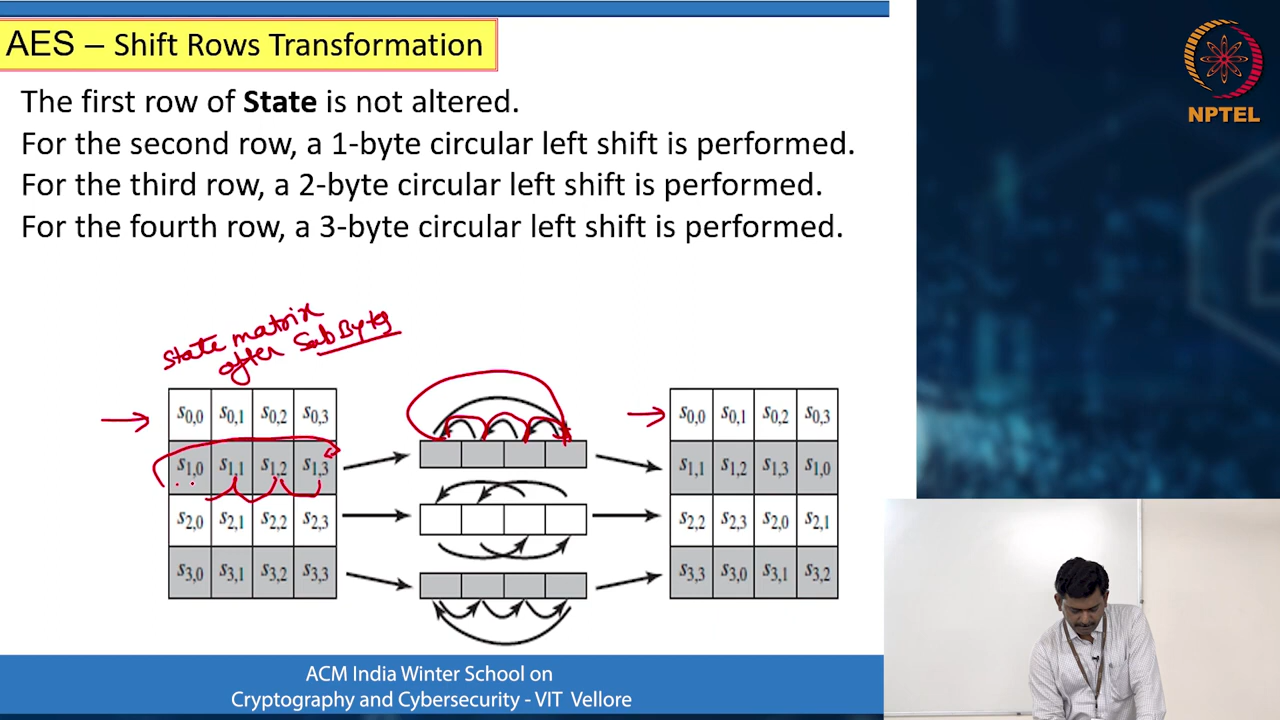 AES – Shift Rows Transformation
NPTEL
The first row of State is not altered.
For the second row, a 1-byte circular left shift is performed.
For the third row, a 2-byte circular left shift is performed.
For the fourth row, a 3-byte circular left shift is performed.
State matrix
after SubBytes
s0,0 s0,1 s0,2 s0,3
s1,0 s1,1 s1,2 s1,3
s2,0 s2,1 s2,2 s2,3
s3,0 s3,1 s3,2 s3,3
s0,0 s0,1 s0,2 s0,3
s1,1 s1,2 s1,3 s1,0
s2,2 s2,3 s2,0 s2,1
s3,3 s3,0 s3,1 s3,2
ACM India Winter School on
Cryptography and Cybersecurity - VIT Vellore